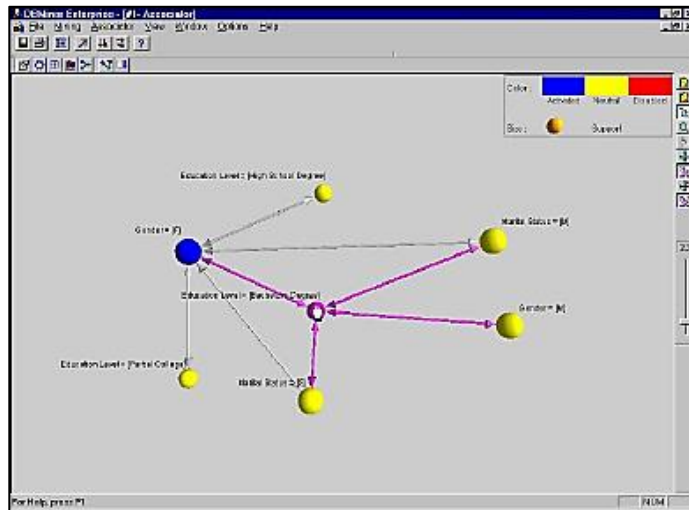 DBMiner Enterprise - [#1- Associator]
File Mining Associator View Window Options Help
Color :
Activated Neutral Disabled
Size : Support
Education Level = [High School Degree]
Gender = [F]
Marital Status = [M]
Education Level = [Bachelors Degree]
Gender = [M]
Education Level = [Partial College]
Marital Status = [S]
For Help, press F1
NUM